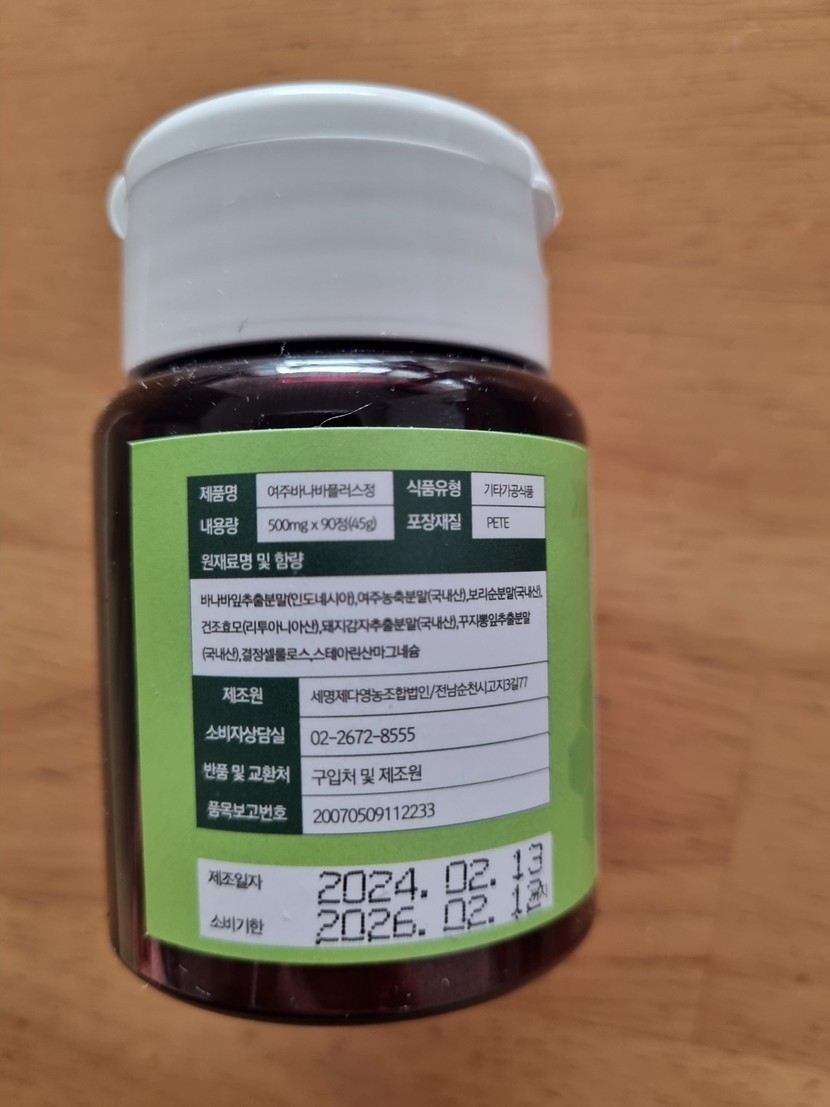 제품명 여주바나바플러스정 식품유형 기타가공식품
내용량 500mg x 90정(45g) 포장재질 PETE
원재료명 및 함량
바나바잎추출분말(인도네시아),여주농축분말(국내산),보리순분말(국내산),
건조효모(리투아니아산),돼지감자추출분말(국내산),꾸지뽕잎추출분말
(국내산),결정셀룰로스,스테아린산마그네슘
제조원 세명제다영농조합법인/전남순천시고지3길77
소비자상담실 02-2672-8555
반품 및 교환처 구입처 및 제조원
품목보고번호 20070509112233
제조일자 2024. 02. 13
소비기한 2026. 02. 12